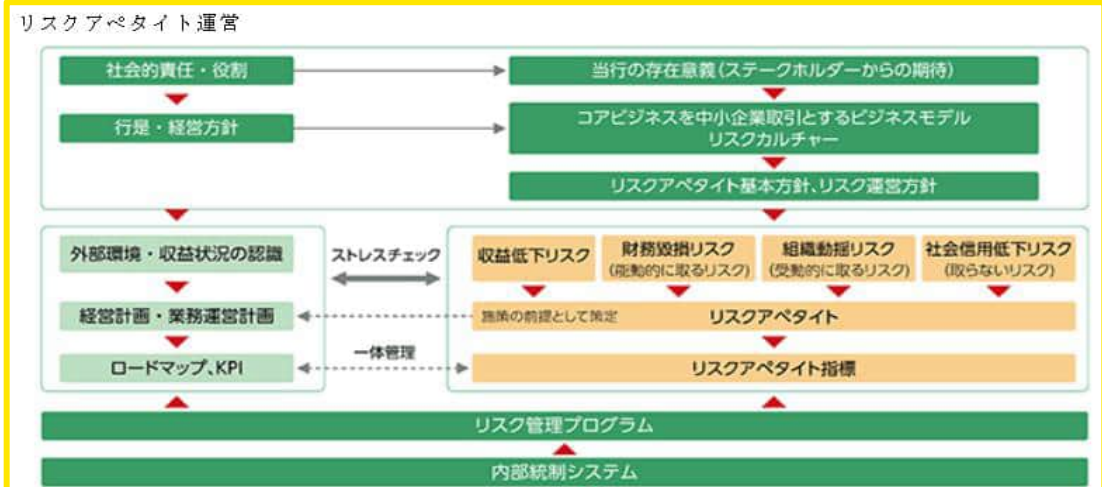 リスクアペタイト運営
社会的責任・役割
当行の存在意義(ステークホルダーからの期待)
行是・経営方針
コアビジネスを中小企業取引とするビジネスモデル
リスクカルチャー
リスクアペタイト基本方針、リスク運営方針
外部環境・収益状況の認識
ストレスチェック
収益低下リスク
財務毀損リスク
(能動的に取るリスク)
組織動揺リスク
(受動的に取るリスク)
社会信用低下リスク
(取らないリスク)
経営計画・業務運営計画
施策の前提として策定
リスクアペタイト
ロードマップ、KPI
一体管理
リスクアペタイト指標
リスク管理プログラム
内部統制システム